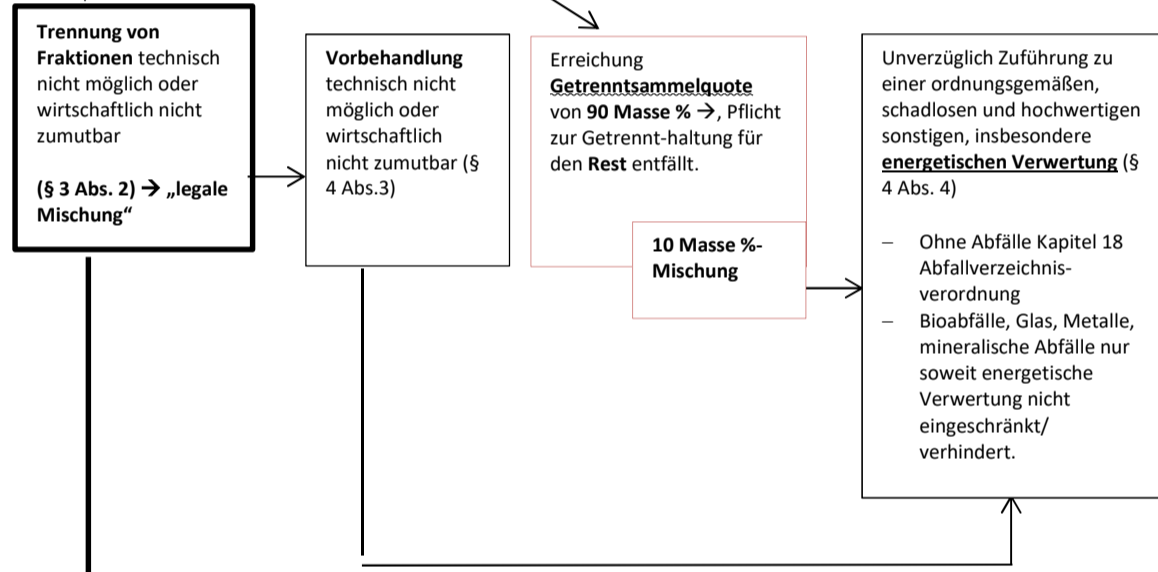 Trennung von
Fraktionen technisch
nicht möglich oder
wirtschaftlich nicht
zumutbar
(§ 3 Abs. 2) → „legale
Mischung“
Vorbehandlung
technisch nicht
möglich oder
wirtschaftlich
nicht zumutbar (§
4 Abs.3)
Erreichung
Getrenntsammelquote
von 90 Masse % →, Pflicht
zur Getrennt-haltung für
den Rest entfällt.
10 Masse %-
Mischung
Unverzüglich Zuführung zu
einer ordnungsgemäßen,
schadlosen und hochwertigen
sonstigen, insbesondere
energetischen Verwertung (§
4 Abs. 4)
– Ohne Abfälle Kapitel 18
Abfallverzeichnis-
verordnung
– Bioabfälle, Glas, Metalle,
mineralische Abfälle nur
soweit energetische
Verwertung nicht
eingeschränkt/
verhindert.